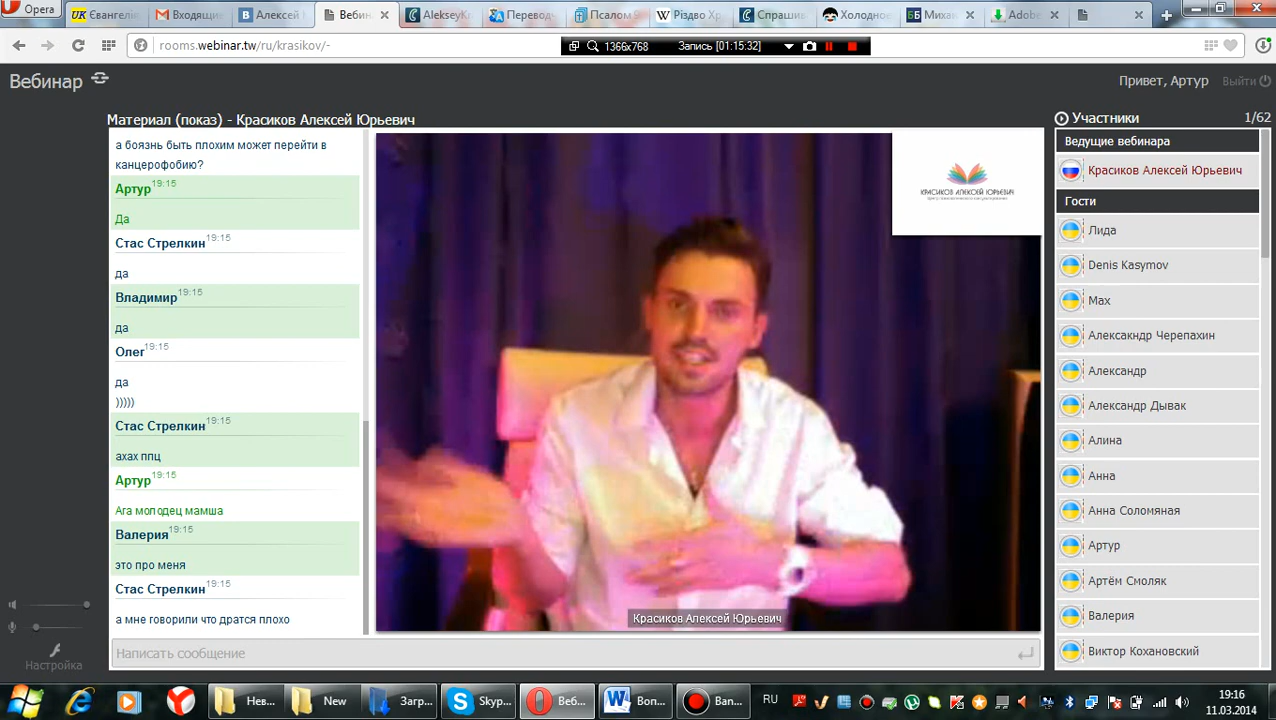 Opera
Євангеліє
Входящи
Алексей
Вебин
AlekseyK
Переводч
Псалом
Різдво Хр
Спрашив
Холодное
Миха
Adobe
rooms.webinar.tw/ru/krasikov/-
1366x768
Запись [01:15:32]
Вебинар
Привет, Артур
Выйти
Материал (показ) - Красиков Алексей Юрьевич
а боязнь быть плохим может перейти в
канцерофобию?
Артур 19:15
Да
Стас Стрелкин 19:15
да
Владимир 19:15
да
Олег 19:15
да
)))))
Стас Стрелкин 19:15
ахах ппц
Артур 19:15
Ага молодец мамша
Валерия 19:15
это про меня
Стас Стрелкин 19:15
а мне говорили что дратся плохо
Написать сообщение
Настройка
КРАСИКОВ АЛЕКСЕЙ ЮРЬЕВИЧ
Красиков Алексей Юрьевич
Участники 1/62
Ведущие вебинара
Красиков Алексей Юрьевич
Гости
Лида
Denis Kasymov
Max
Алексакндр Черепахин
Александр
Александр Дывак
Алина
Анна
Анна Соломяная
Артур
Артём Смоляк
Валерия
Виктор Кохановский
Нев...
New
Загр...
Skyp...
Веб...
Воп...
Ban...
RU
19:16
11.03.2014